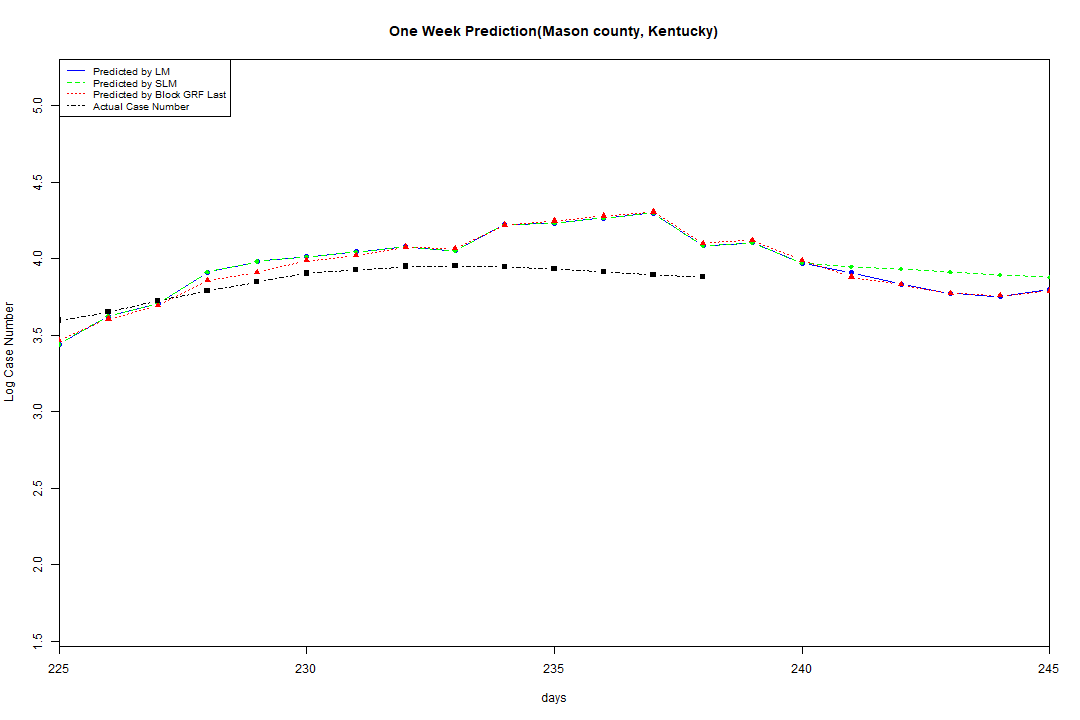 One Week Prediction(Mason county, Kentucky)
Predicted by LM
Predicted by SLM
Predicted by Block GRF Last
Actual Case Number
5.0
4.5
4.0
3.5
3.0
2.5
2.0
1.5
Log Case Number
225 230 235 240 245
days